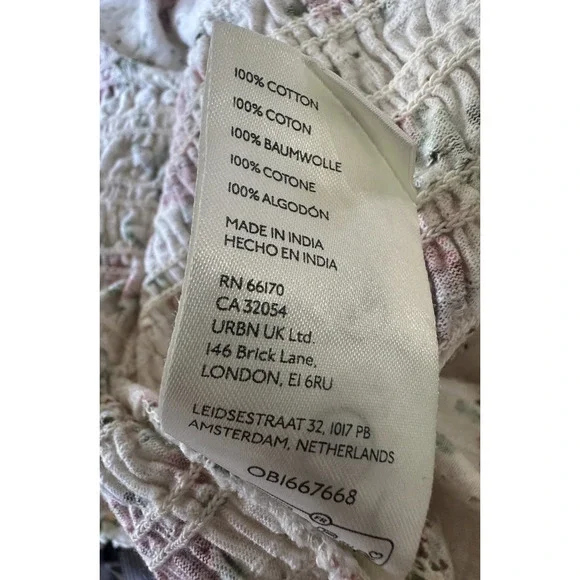 100% COTTON
100% COTON
100% BAUMWOLLE
100% COTONE
100% ALGODÓN
MADE IN INDIA
HECHO EN INDIA
RN 66170
CA 32054
URBN UK Ltd.
146 Brick Lane,
LONDON, E1 6RU
LEIDSESTRAAT 32, 1017 PB
AMSTERDAM, NETHERLANDS
OB1667668
FR